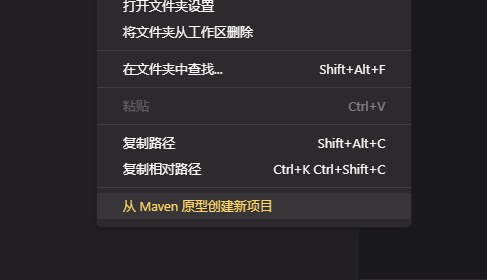 打开文件夹设置
将文件夹从工作区删除
在文件夹中查找... Shift+Alt+F
粘贴 Ctrl+V
复制路径 Shift+Alt+C
复制相对路径 Ctrl+K Ctrl+Shift+C
从 Maven 原型创建新项目